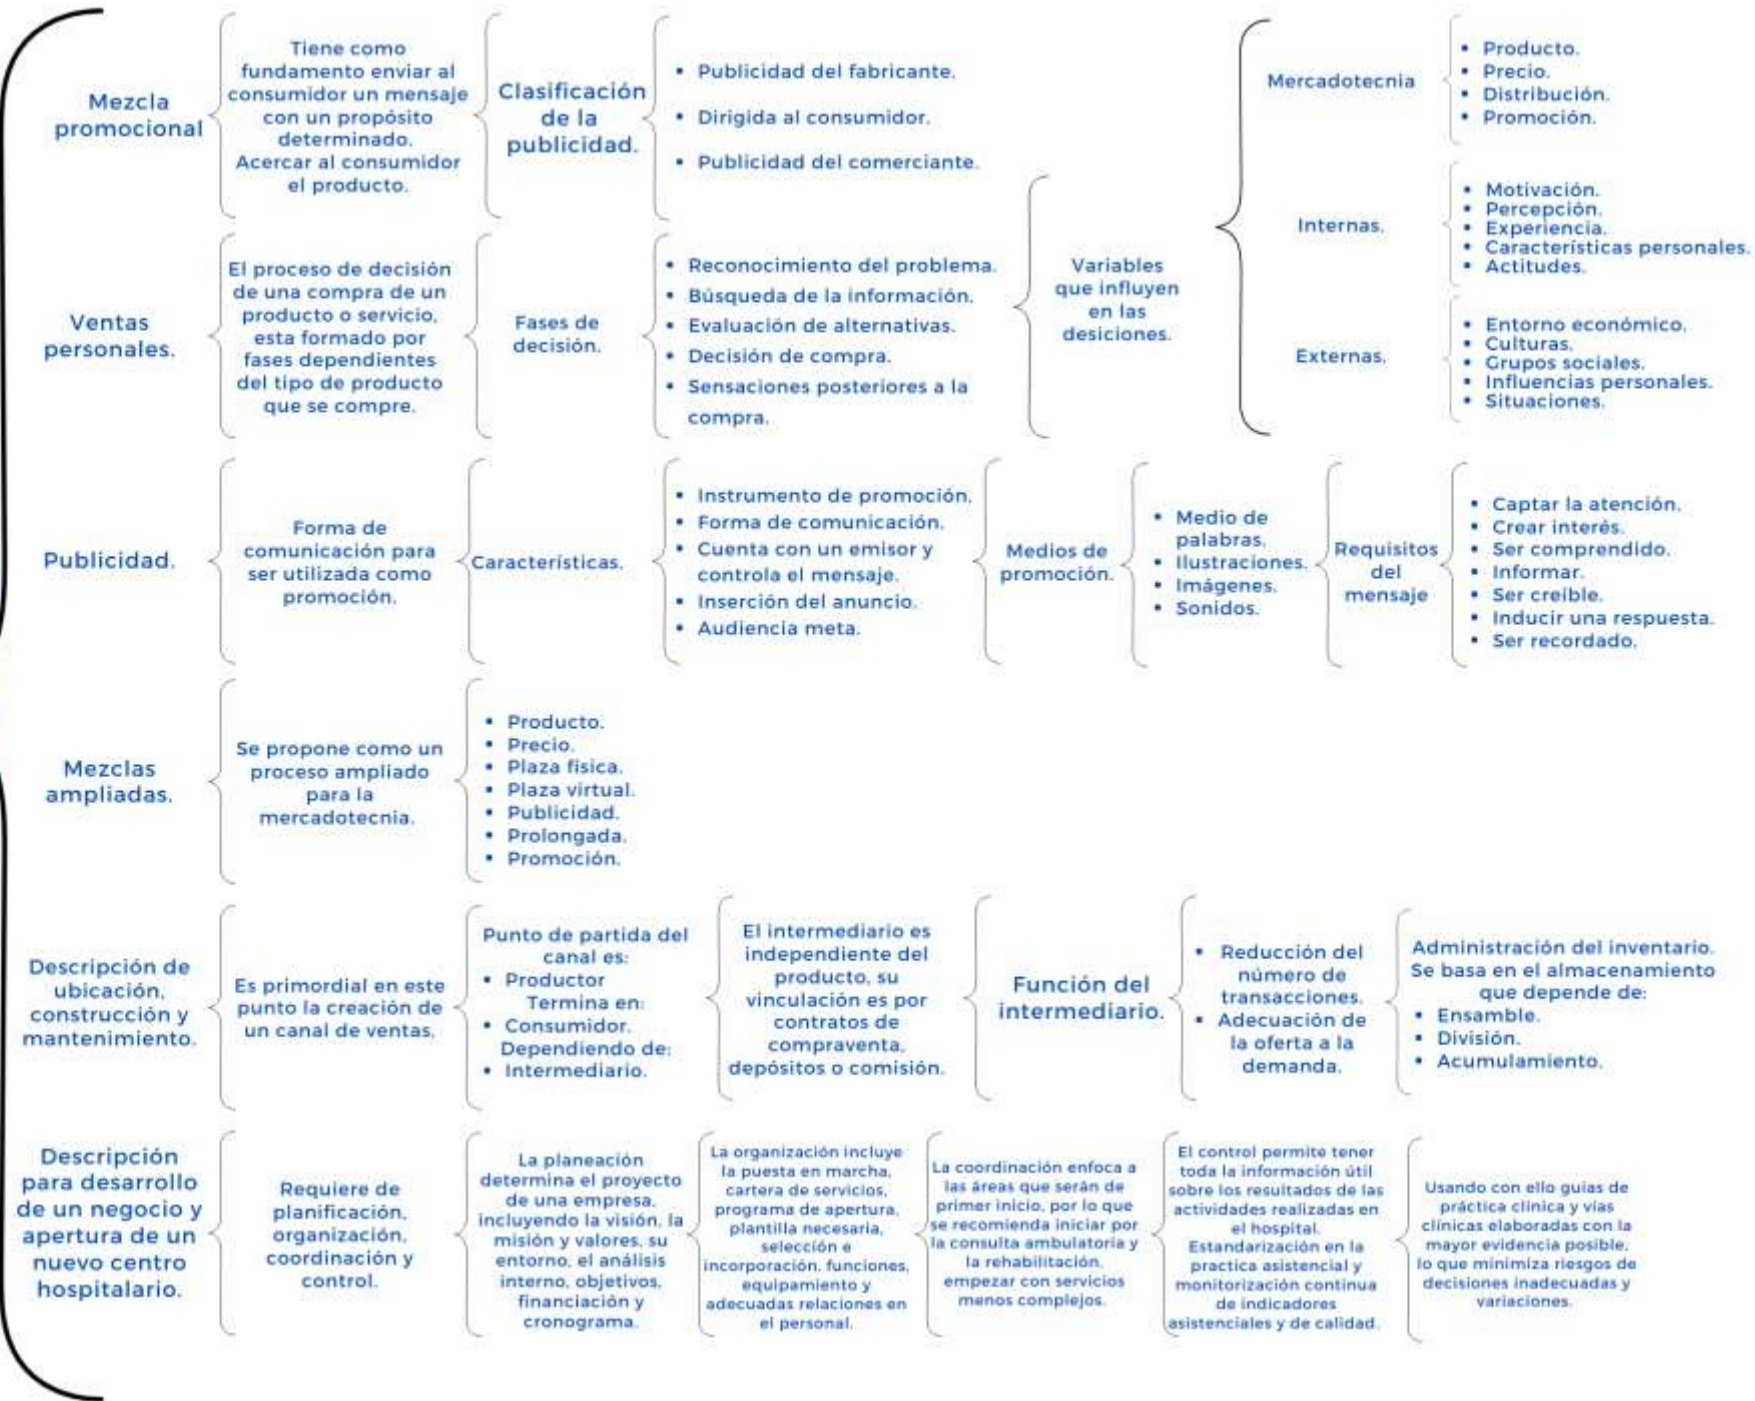 Mezcla
promocional
Tiene como
fundamento enviar al
consumidor un mensaje
con un propósito
determinado.
Acercar al consumidor
el producto.
Clasificación
de la
publicidad.
• Publicidad del fabricante.
• Dirigida al consumidor.
• Publicidad del comerciante.
Ventas
personales.
El proceso de decisión
de una compra de un
producto o servicio,
esta formado por
fases dependientes
del tipo de producto
que se compre.
Fases de
decisión.
• Reconocimiento del problema.
• Búsqueda de la información.
• Evaluación de alternativas.
• Decisión de compra.
• Sensaciones posteriores a la
compra.
Variables
que influyen
en las
desiciones.
Mercadotecnia
• Producto.
• Precio.
• Distribución.
• Promoción.
Internas.
• Motivación.
• Percepción.
• Experiencia.
• Características personales.
• Actitudes.
Externas.
• Entorno económico.
• Culturas.
• Grupos sociales.
• Influencias personales.
• Situaciones.
Publicidad.
Forma de
comunicación para
ser utilizada como
promoción.
Características.
• Instrumento de promoción.
• Forma de comunicación.
• Cuenta con un emisor y
controla el mensaje.
• Inserción del anuncio.
• Audiencia meta.
Medios de
promoción.
• Medio de
palabras.
• Ilustraciones.
• Imágenes.
• Sonidos.
Requisitos
del
mensaje
• Captar la atención.
• Crear interés.
• Ser comprendido.
• Informar.
• Ser creíble.
• Inducir una respuesta.
• Ser recordado.
Mezclas
ampliadas.
Se propone como un
proceso ampliado
para la
mercadotecnia.
• Producto.
• Precio.
• Plaza física.
• Plaza virtual.
• Publicidad.
• Prolongada.
• Promoción.
Descripción de
ubicación,
construcción y
mantenimiento.
Es primordial en este
punto la creación de
un canal de ventas.
Punto de partida del
canal es:
• Productor
Termina en:
• Consumidor.
Dependiendo de:
• Intermediario.
El intermediario es
independiente del
producto, su
vinculación es por
contratos de
compraventa,
depósitos o comisión.
Función del
intermediario.
• Reducción del
número de
transacciones.
• Adecuación de
la oferta a la
demanda.
Administración del inventario.
Se basa en el almacenamiento
que depende de:
• Ensamble.
• División.
• Acumulamiento.
Descripción
para desarrollo
de un negocio y
apertura de un
nuevo centro
hospitalario.
Requiere de
planificación,
organización,
coordinación y
control.
La planeación
determina el proyecto
de una empresa,
incluyendo la visión, la
misión y valores, su
entorno, el análisis
interno, objetivos,
financiación y
cronograma.
La organización incluye
la puesta en marcha,
cartera de servicios,
programa de apertura,
plantilla necesaria,
selección e
incorporación, funciones,
equipamiento y
adecuadas relaciones en
el personal.
La coordinación enfoca a
las áreas que serán de
primer inicio, por lo que
se recomienda iniciar por
la consulta ambulatoria y
la rehabilitación,
empezar con servicios
menos complejos.
El control permite tener
toda la información útil
sobre los resultados de las
actividades realizadas en
el hospital.
Estandarización en la
practica asistencial y
monitorización continua
de indicadores
asistenciales y de calidad.
Usando con ello guías de
práctica clínica y vías
clínicas elaboradas con la
mayor evidencia posible,
lo que minimiza riesgos de
decisiones inadecuadas y
variaciones.